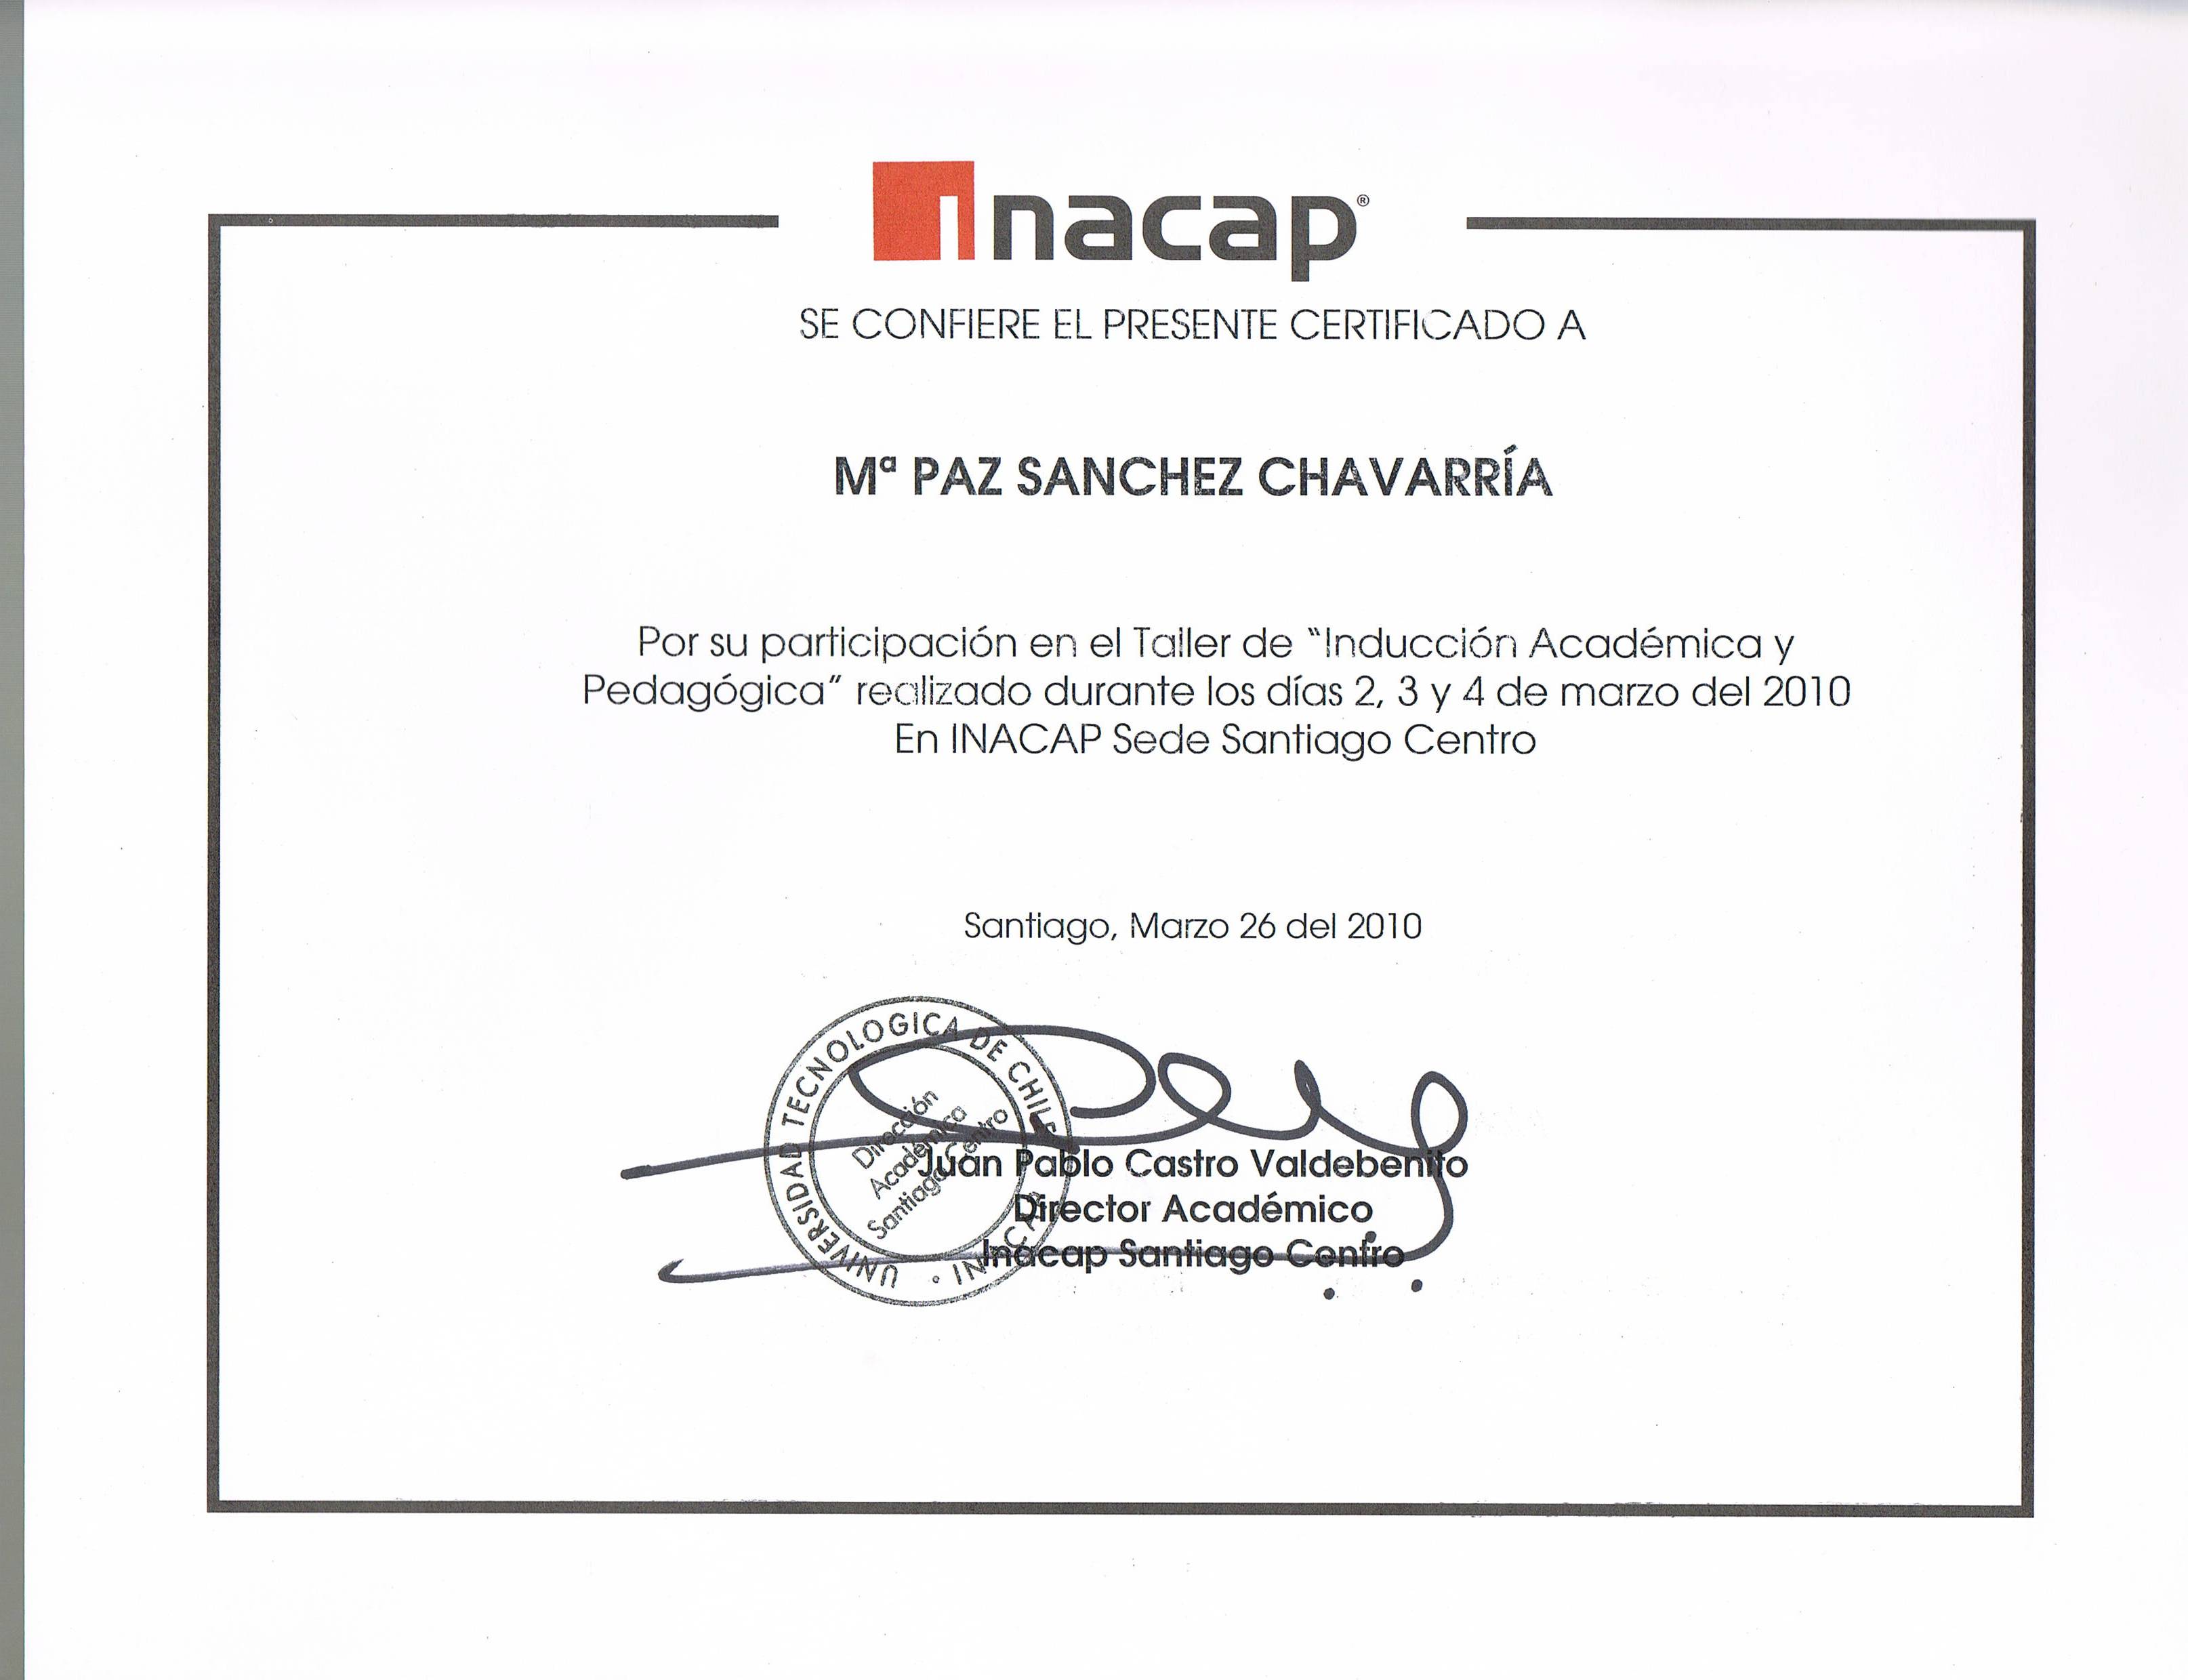 inacap®
SE CONFIERE EL PRESENTE CERTIFICADO A
Mª PAZ SANCHEZ CHAVARRÍA
Por su participación en el Taller de “Inducción Académica y
Pedagógica” realizado durante los días 2, 3 y 4 de marzo del 2010
En INACAP Sede Santiago Centro
Santiago, Marzo 26 del 2010
UNIVERSIDAD TECNOLOGICA DE CHILE
INACAP
Dirección
Académica
Santiago Centro
Juan Pablo Castro Valdebenito
Director Académico
Inacap Santiago Centro